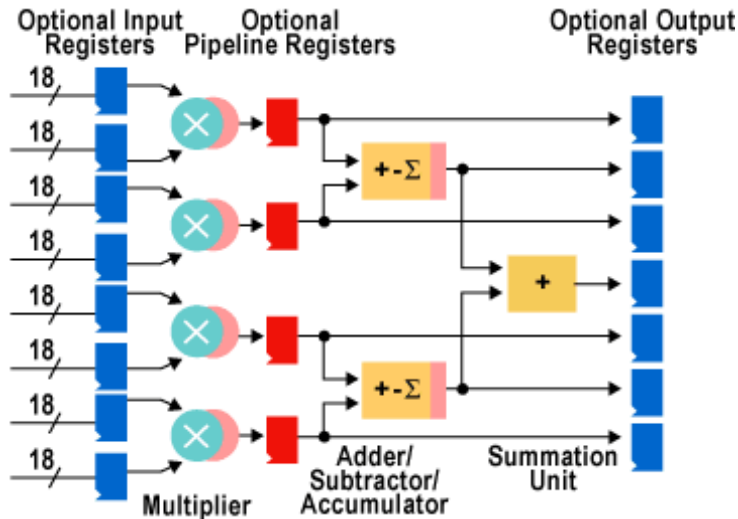 Optional Input
Registers
Optional
Pipeline Registers
Optional Output
Registers
18
18
18
18
18
18
18
18
×
×
×
×
+-Σ
+-Σ
+
Multiplier
Adder/
Subtractor/
Accumulator
Summation
Unit